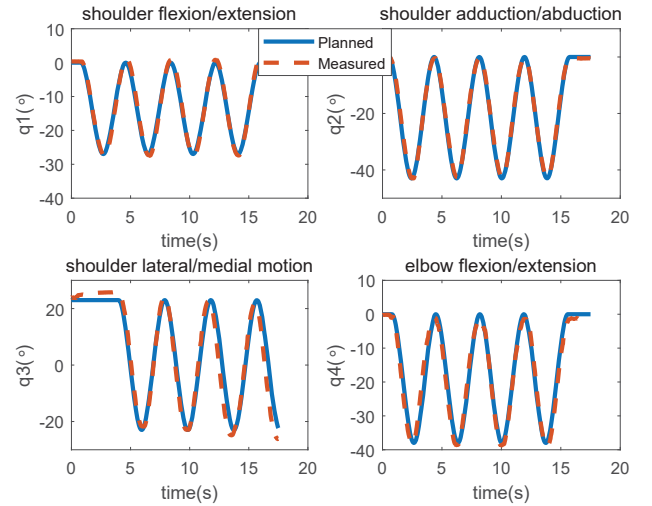 shoulder flexion/extension
shoulder adduction/abduction
Planned
Measured
10
0
-10
-20
-30
-40
q1(°)
0
5
10
15
20
time(s)
0
-20
-40
q2(°)
0
5
10
15
20
time(s)
shoulder lateral/medial motion
elbow flexion/extension
20
0
-20
q3(°)
0
5
10
15
20
time(s)
10
0
-10
-20
-30
-40
q4(°)
0
5
10
15
20
time(s)